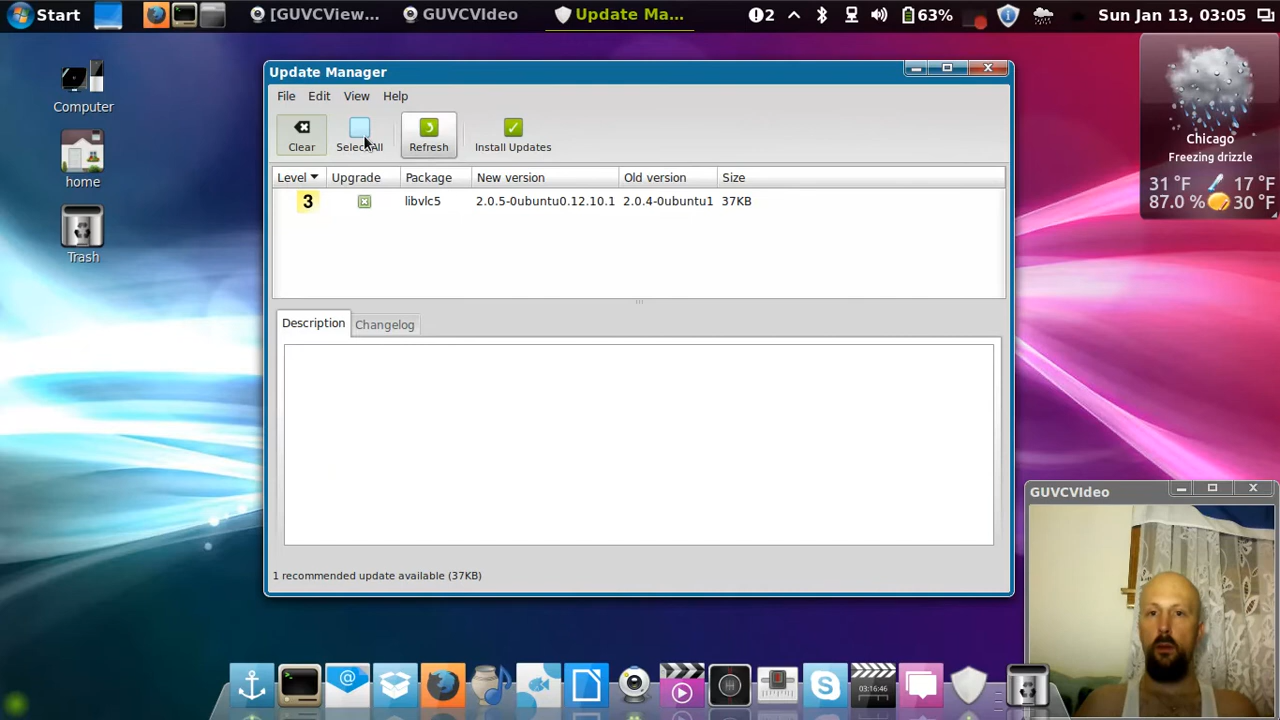 Start
[GUVCView...
GUVCVIdeo
Update Ma...
2
63%
Sun Jan 13, 03:05
Computer
home
Trash
Update Manager
File Edit View Help
Clear
Select All
Refresh
Install Updates
Level Upgrade Package New version Old version Size
3 libvlc5 2.0.5-0ubuntu0.12.10.1 2.0.4-0ubuntu1 37KB
Description
Changelog
1 recommended update available (37KB)
Chicago
Freezing drizzle
31 °F 17 °F
87.0 % 30 °F
GUVCVIdeo
03:16:46